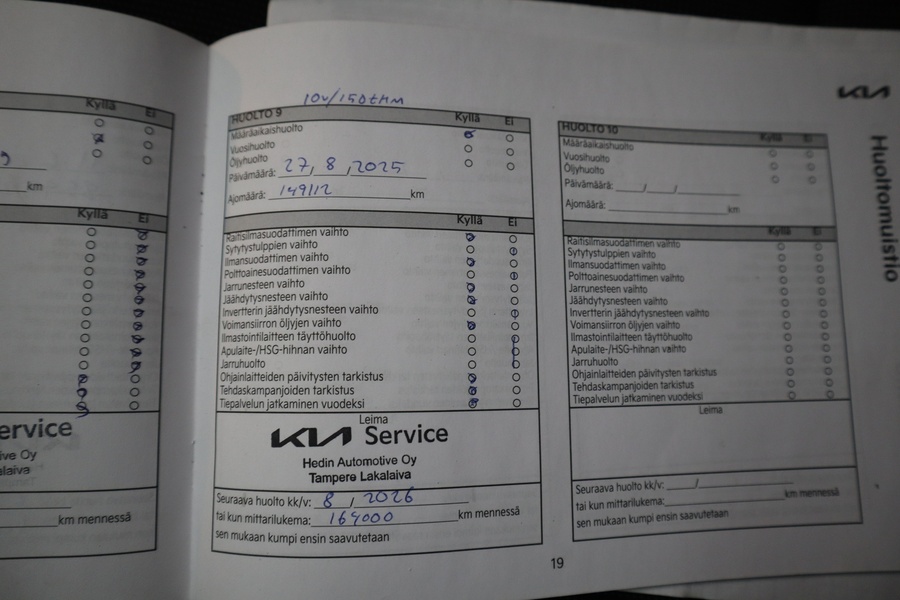 Kyllä Ei
km
Kyllä Ei
ervice
ive Oy
alaiva
km mennessä
10v/150tkm
HUOLTO 9 Kyllä Ei
Määräaikaishuolto
Vuosihuolto
Öljyhuolto
Päivämäärä: 27, 8, 2025
Ajomäärä: 149112 km
Kyllä Ei
Raitisilmasuodattimen vaihto
Sytytystulppien vaihto
Ilmansuodattimen vaihto
Polttoainesuodattimen vaihto
Jarrunesteen vaihto
Jäähdytysnesteen vaihto
Invertterin jäähdytysnesteen vaihto
Voimansiirron öljyjen vaihto
Ilmastointilaitteen täyttöhuolto
Apulaite-/HSG-hihnan vaihto
Jarruhuolto
Ohjainlaitteiden päivitysten tarkistus
Tehdaskampanjoiden tarkistus
Tiepalvelun jatkaminen vuodeksi
Leima
KIA Service
Hedin Automotive Oy
Tampere Lakalaiva
Seuraava huolto kk/v: 8, 2026
tai kun mittarilukema: 164000 km mennessä
sen mukaan kumpi ensin saavutetaan
HUOLTO 10 Kyllä Ei
Määräaikaishuolto
Vuosihuolto
Öljyhuolto
Päivämäärä: / /
Ajomäärä: km
Kyllä Ei
Raitisilmasuodattimen vaihto
Sytytystulppien vaihto
Ilmansuodattimen vaihto
Polttoainesuodattimen vaihto
Jarrunesteen vaihto
Jäähdytysnesteen vaihto
Invertterin jäähdytysnesteen vaihto
Voimansiirron öljyjen vaihto
Ilmastointilaitteen täyttöhuolto
Apulaite-/HSG-hihnan vaihto
Jarruhuolto
Ohjainlaitteiden päivitysten tarkistus
Tehdaskampanjoiden tarkistus
Tiepalvelun jatkaminen vuodeksi
Leima
Seuraava huolto kk/v: /
tai kun mittarilukema: km mennessä
sen mukaan kumpi ensin saavutetaan
KIA
Huoltomuistio
19